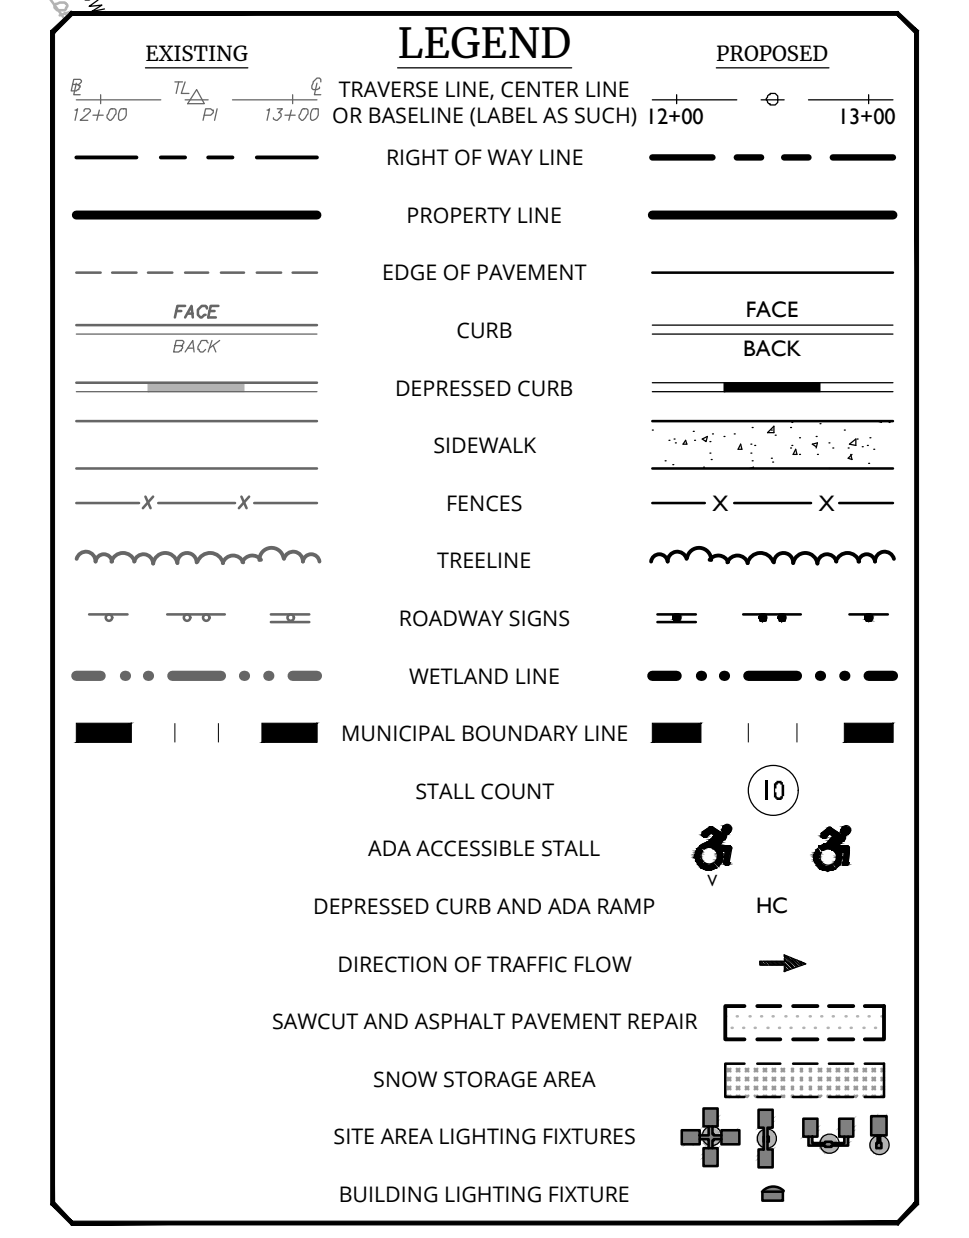 LEGEND
EXISTING
PROPOSED
TRAVERSE LINE, CENTER LINE
OR BASELINE (LABEL AS SUCH)
TL
12+00
PI
13+00
12+00
13+00
RIGHT OF WAY LINE
PROPERTY LINE
EDGE OF PAVEMENT
FACE
BACK
CURB
FACE
BACK
DEPRESSED CURB
SIDEWALK
X X FENCES X X
TREELINE
ROADWAY SIGNS
WETLAND LINE
MUNICIPAL BOUNDARY LINE
STALL COUNT 10
ADA ACCESSIBLE STALL
V
DEPRESSED CURB AND ADA RAMP HC
DIRECTION OF TRAFFIC FLOW
SAWCUT AND ASPHALT PAVEMENT REPAIR
SNOW STORAGE AREA
SITE AREA LIGHTING FIXTURES
BUILDING LIGHTING FIXTURE